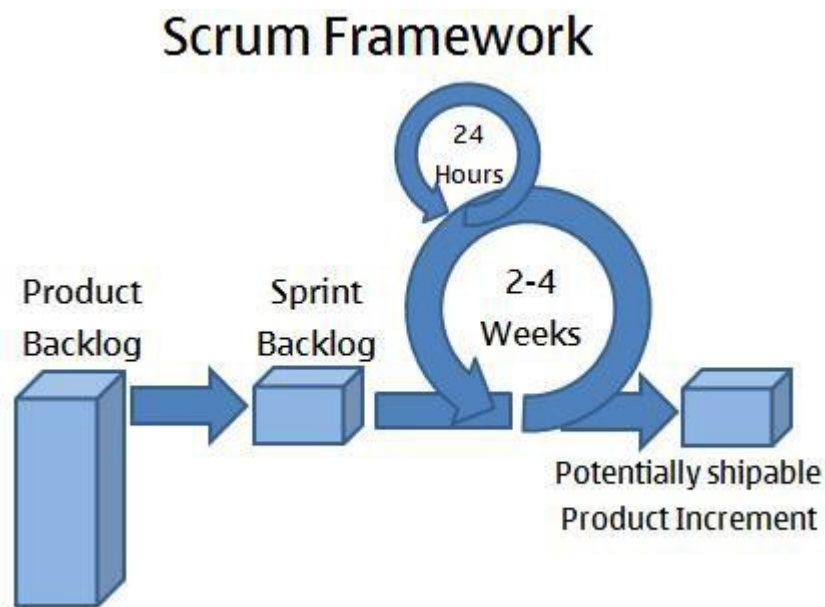 Scrum Framework
24
Hours
Product
Backlog
Sprint
Backlog
2-4
Weeks
Potentially shipable
Product Increment